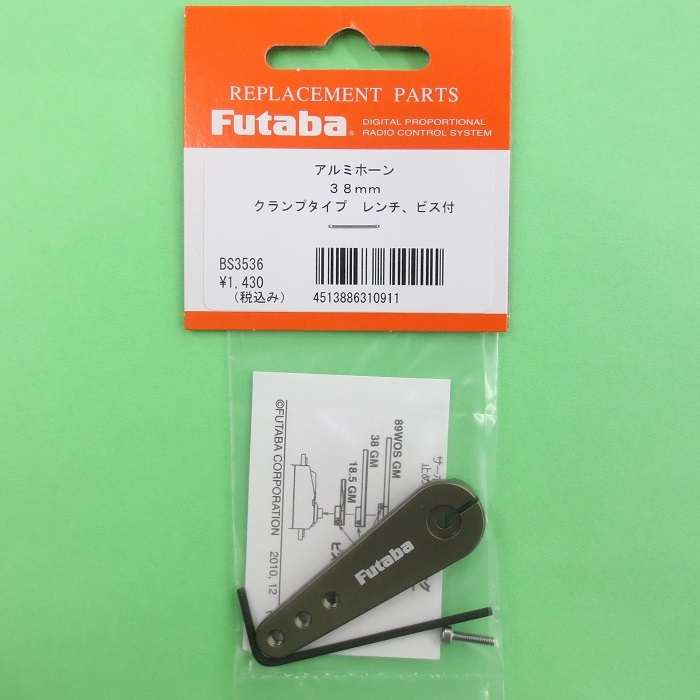 REPLACEMENT PARTS
Futaba®
DIGITAL PROPORTIONAL
RADIO CONTROL SYSTEM
アルミホーン
３８ｍｍ
クランプタイプ　レンチ、ビス付
BS3536
¥1,430
(税込み)
4513886310911
©FUTABA CORPORATION 2010, 12
18.5 GM
38 GM
89WOS GM
Futaba